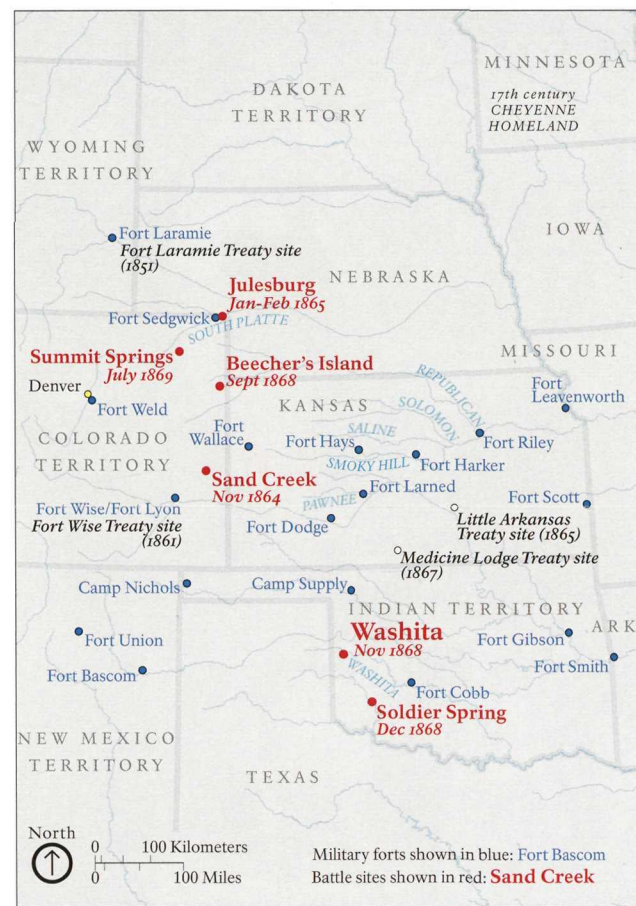 MINNESOTA
DAKOTA
TERRITORY
17th century
CHEYENNE
HOMELAND
WYOMING
TERRITORY
IOWA
Fort Laramie
Fort Laramie Treaty site
(1851)
NEBRASKA
Julesburg
Jan-Feb 1865
Fort Sedgwick
SOUTH PLATTE
MISSOURI
Summit Springs
July 1869
Beecher's Island
Sept 1868
Denver
Fort Weld
REPUBLICAN
Fort
Leavenworth
KANSAS
SOLOMON
COLORADO
TERRITORY
Fort
Wallace
SALINE
Fort Hays
Fort Riley
SMOKY HILL
Fort Harker
Sand Creek
Nov 1864
Fort Larned
PAWNEE
Fort Wise/Fort Lyon
Fort Wise Treaty site
(1861)
Fort Scott
Little Arkansas
Treaty site (1865)
Fort Dodge
Medicine Lodge Treaty site
(1867)
Camp Nichols
Camp Supply
INDIAN TERRITORY
ARK
Washita
Nov 1868
Fort Union
Fort Gibson
Fort Smith
Fort Bascom
WASHITA
Fort Cobb
Soldier Spring
Dec 1868
NEW MEXICO
TERRITORY
TEXAS
North
0 100 Kilometers
0 100 Miles
Military forts shown in blue: Fort Bascom
Battle sites shown in red: Sand Creek